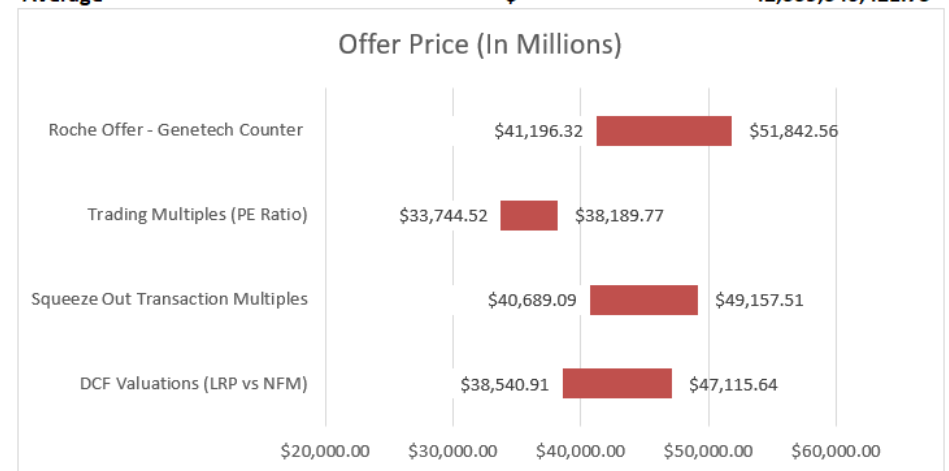 Offer Price (In Millions)
Roche Offer - Genetech Counter $41,196.32 $51,842.56
Trading Multiples (PE Ratio) $33,744.52 $38,189.77
Squeeze Out Transaction Multiples $40,689.09 $49,157.51
DCF Valuations (LRP vs NFM) $38,540.91 $47,115.64
$20,000.00 $30,000.00 $40,000.00 $50,000.00 $60,000.00